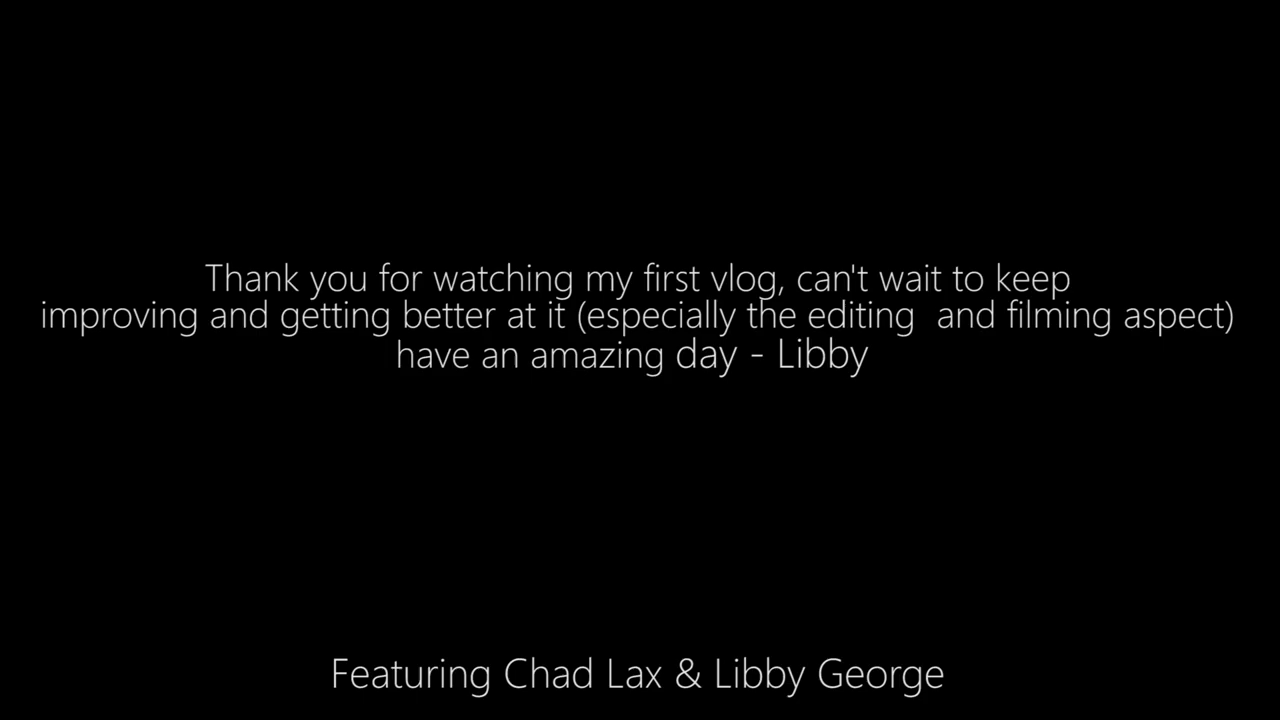 Thank you for watching my first vlog, can't wait to keep
improving and getting better at it (especially the editing  and filming aspect)
have an amazing day - Libby
Featuring Chad Lax & Libby George